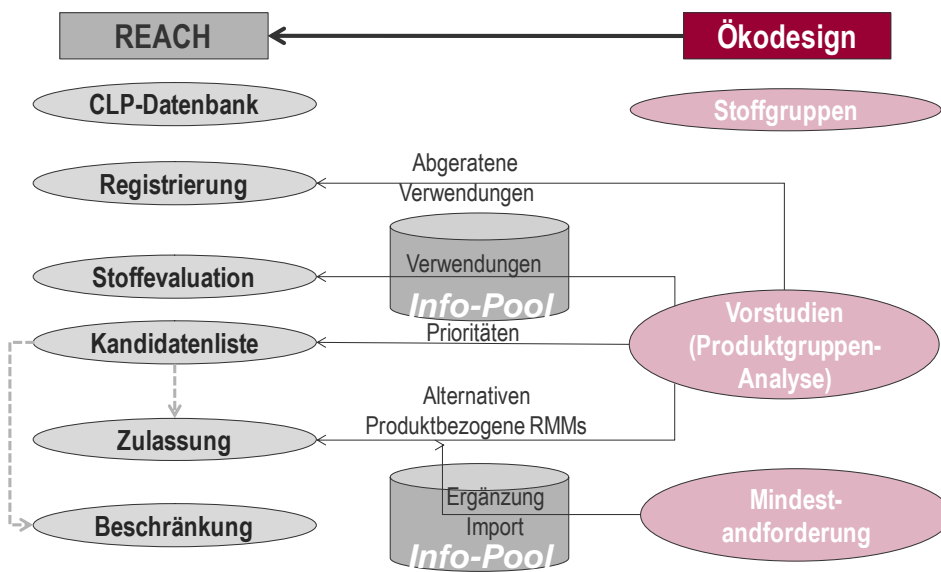 REACH
Ökodesign
CLP-Datenbank
Stoffgruppen
Registrierung
Abgeratene
Verwendungen
Stoffevaluation
Verwendungen
Info-Pool
Kandidatenliste
Prioritäten
Vorstudien
(Produktgruppen-
Analyse)
Zulassung
Alternativen
Produktbezogene RMMs
Beschränkung
Ergänzung
Import
Info-Pool
Mindest-
andforderung